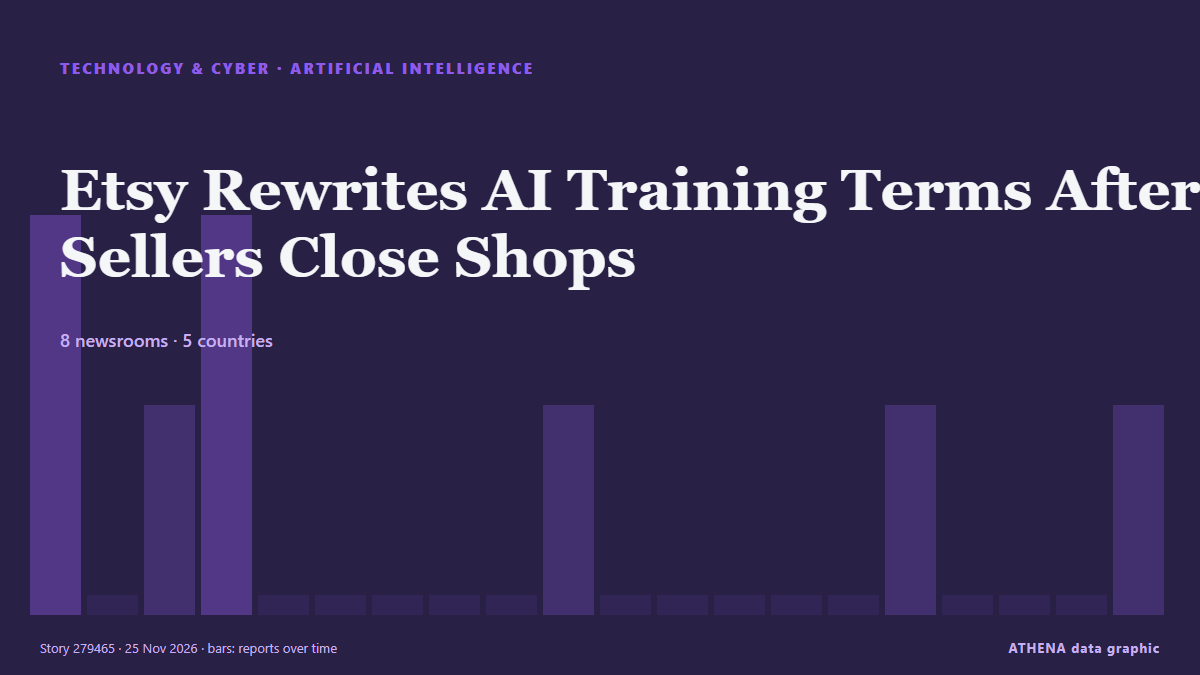 TECHNOLOGY & CYBER · ARTIFICIAL INTELLIGENCE
Etsy Rewrites AI Training Terms After
Sellers Close Shops
8 newsrooms · 5 countries
Story 279465 · 25 Nov 2026 · bars: reports over time
ATHENA data graphic